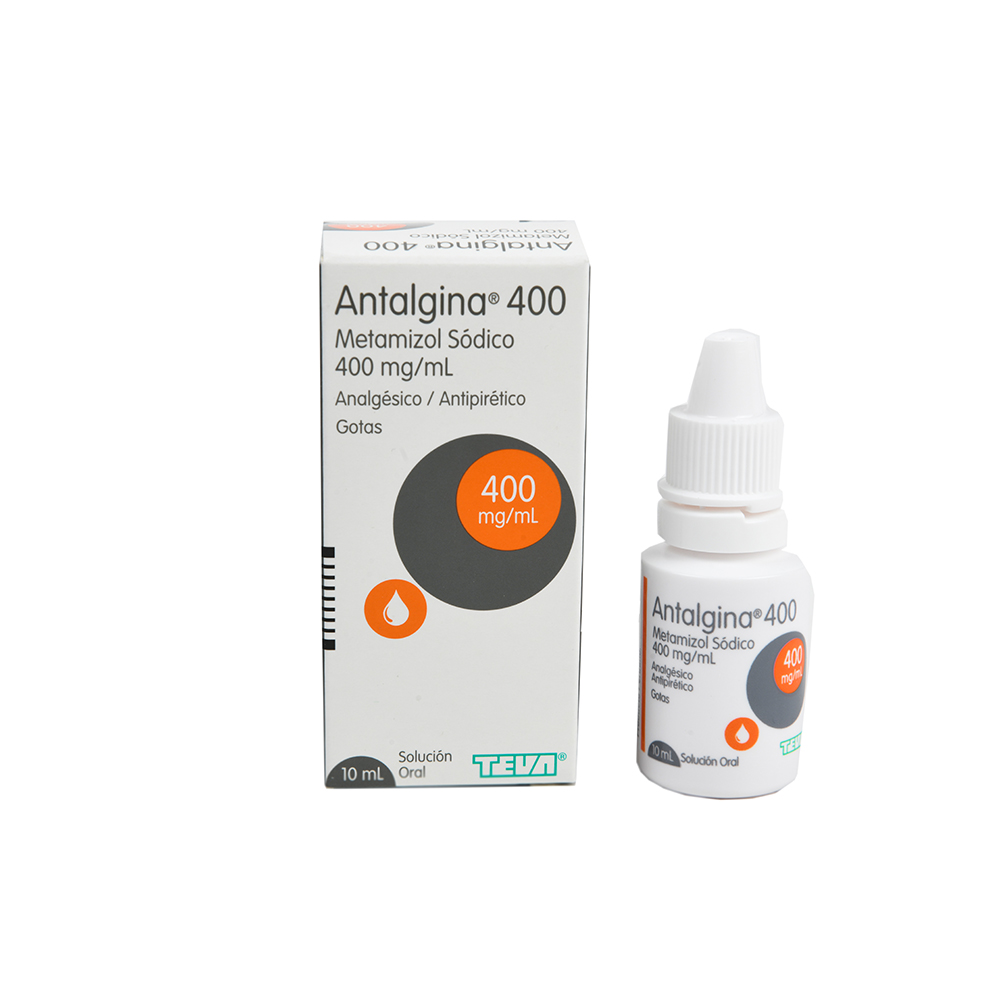 Antalgina® 400
Metamizol Sódico
400 mg/mL
400
Antalgina® 400
Metamizol Sódico
400 mg/mL
Analgésico / Antipirético
Gotas
400
mg/mL
10 mL
Solución
Oral
TEVA®
Antalgina® 400
Metamizol Sódico
400 mg/mL
Analgésico
Antipirético
Gotas
400
mg/mL
10 mL
Solución Oral